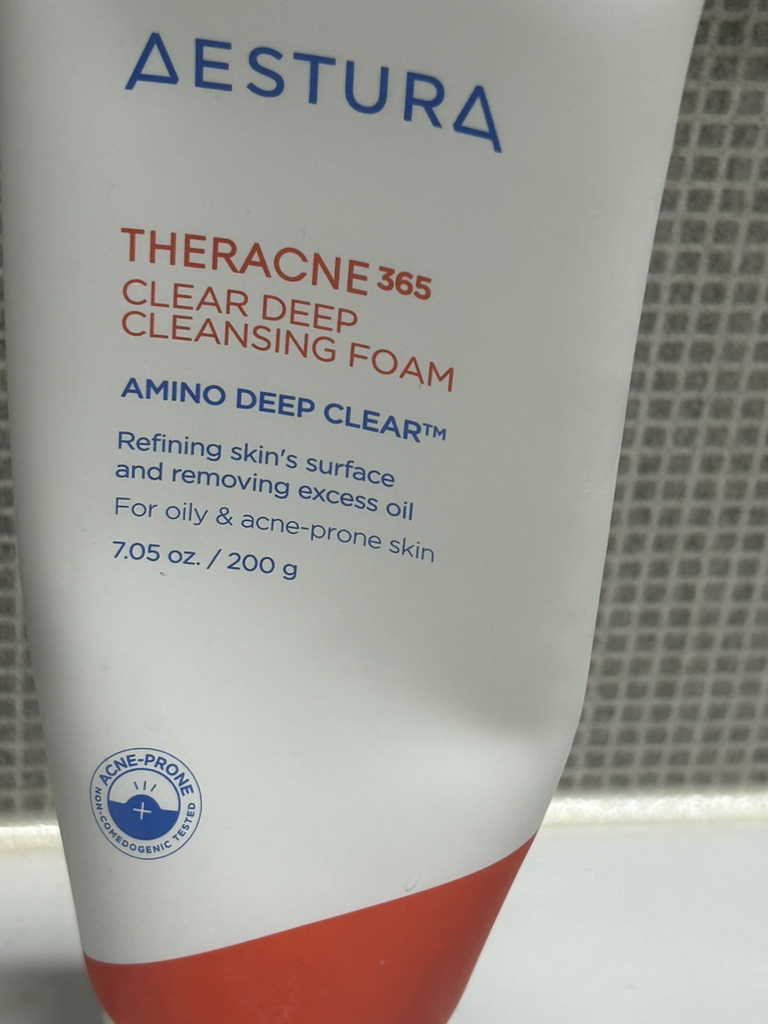 AESTURA
THERACNE 365
CLEAR DEEP
CLEANSING FOAM
AMINO DEEP CLEAR™
Refining skin's surface
and removing excess oil
For oily & acne-prone skin
7.05 oz. / 200 g
ACNE-PRONE
NON-COMEDOGENIC TESTED